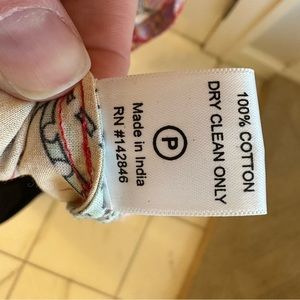 100% COTTON
DRY CLEAN ONLY
P
Made in India
RN #142846